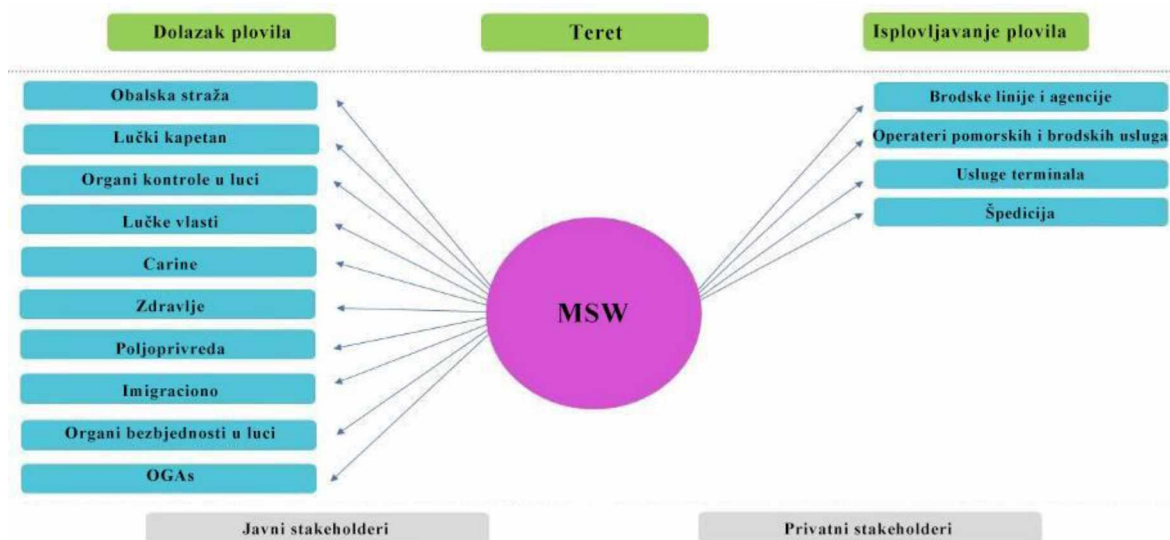 Dolazak plovila
Teret
Isplovljavanje plovila
Obalska straža
Lučki kapetan
Organi kontrole u luci
Lučke vlasti
Carine
Zdravlje
Poljoprivreda
Imigraciono
Organi bezbjednosti u luci
OGAs
MSW
Brodske linije i agencije
Operateri pomorskih i brodskih usluga
Usluge terminala
Špedicija
Javni stakeholderi
Privatni stakeholderi